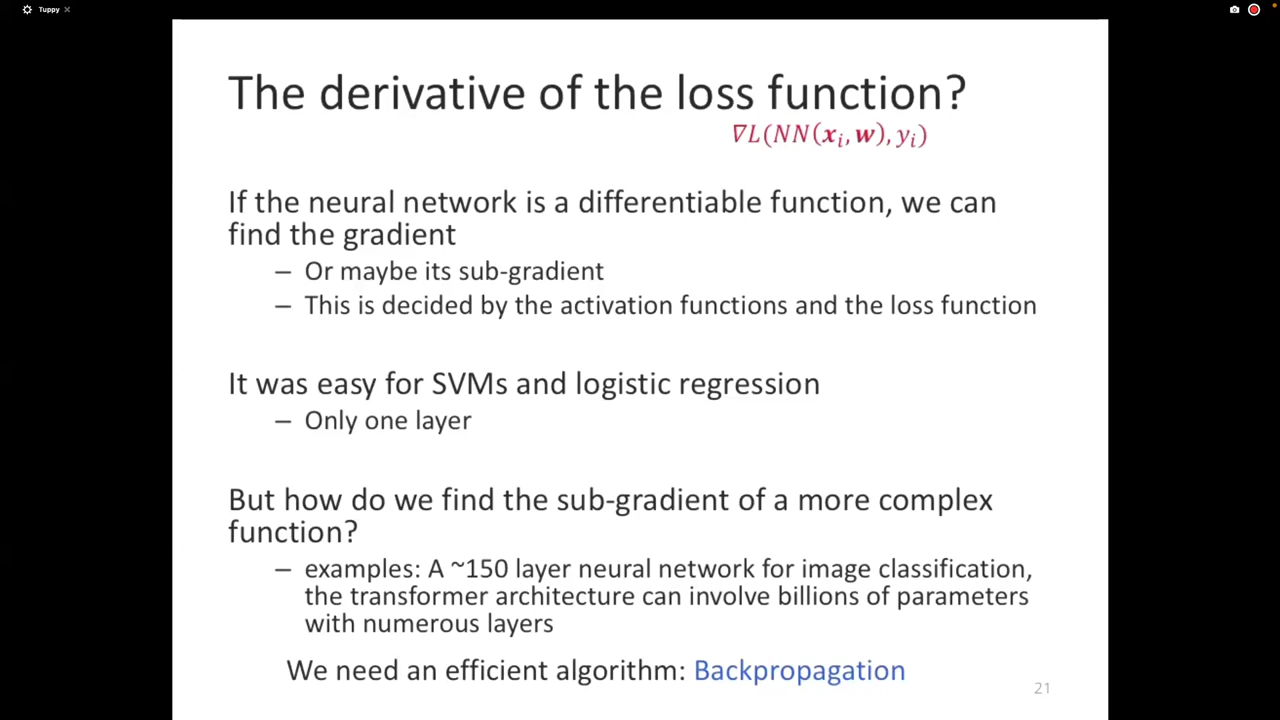 Tuppy
The derivative of the loss function?
∇L(NN(𝒙ᵢ, 𝒘), yᵢ)
If the neural network is a differentiable function, we can
find the gradient
– Or maybe its sub-gradient
– This is decided by the activation functions and the loss function
It was easy for SVMs and logistic regression
– Only one layer
But how do we find the sub-gradient of a more complex
function?
– examples: A ~150 layer neural network for image classification,
the transformer architecture can involve billions of parameters
with numerous layers
We need an efficient algorithm: Backpropagation
21